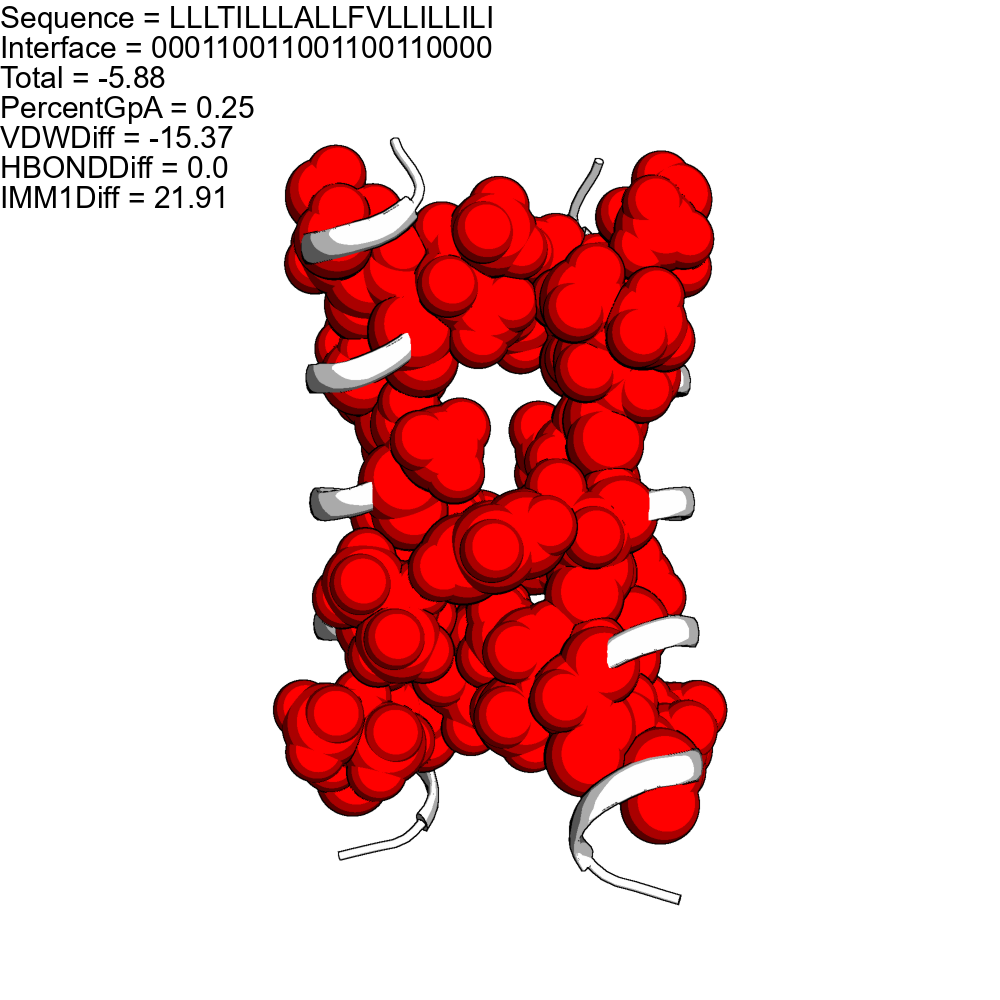 Sequence = LLLTILLLALLFVLLILLILI
Interface = 000110011001100110000
Total = -5.88
PercentGpA = 0.25
VDWDiff = -15.37
HBONDDiff = 0.0
IMM1Diff = 21.91